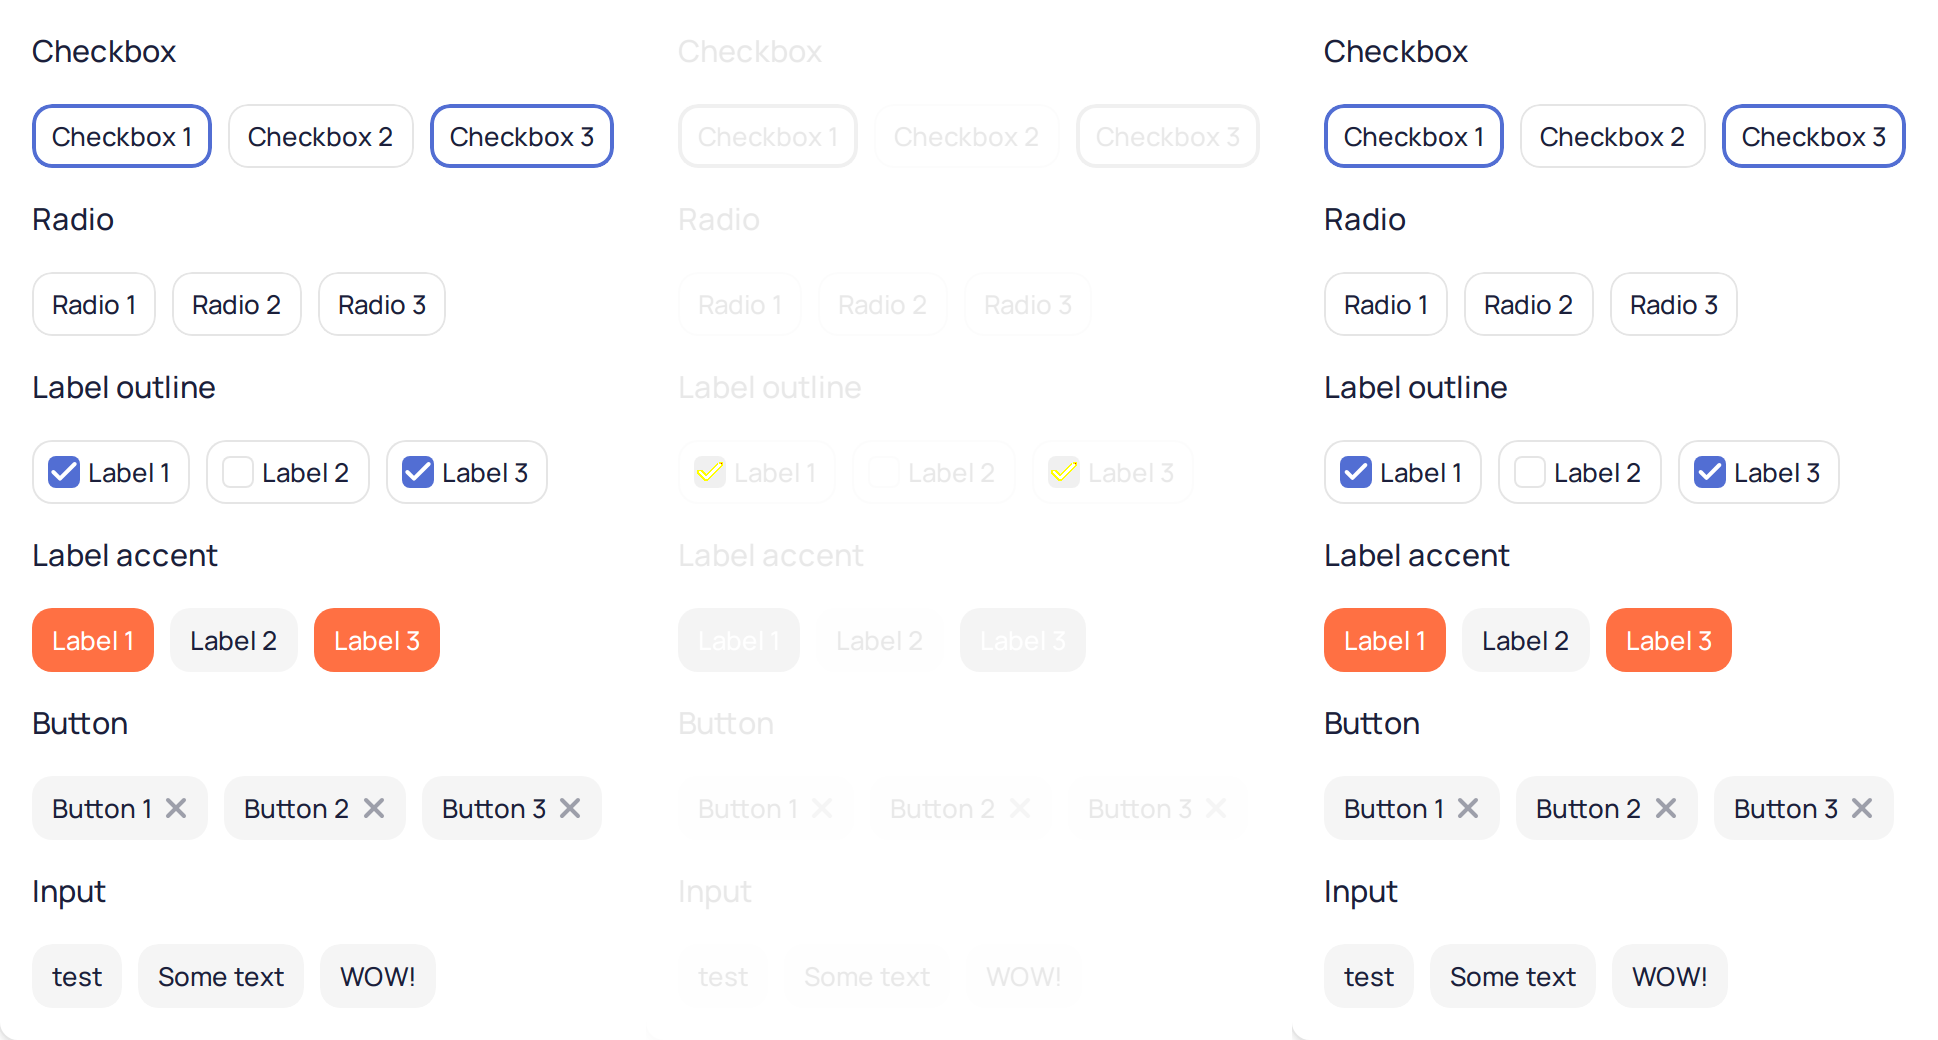 Checkbox
Checkbox 1 Checkbox 2 Checkbox 3
Radio
Radio 1 Radio 2 Radio 3
Label outline
Label 1 Label 2 Label 3
Label accent
Label 1 Label 2 Label 3
Button
Button 1 Button 2 Button 3
Input
test Some text WOW!
Checkbox
Checkbox 1 Checkbox 2 Checkbox 3
Radio
Radio 1 Radio 2 Radio 3
Label outline
Label 1 Label 2 Label 3
Label accent
Label 1 Label 2 Label 3
Button
Button 1 Button 2 Button 3
Input
test Some text WOW!
Checkbox
Checkbox 1 Checkbox 2 Checkbox 3
Radio
Radio 1 Radio 2 Radio 3
Label outline
Label 1 Label 2 Label 3
Label accent
Label 1 Label 2 Label 3
Button
Button 1 Button 2 Button 3
Input
test Some text WOW!